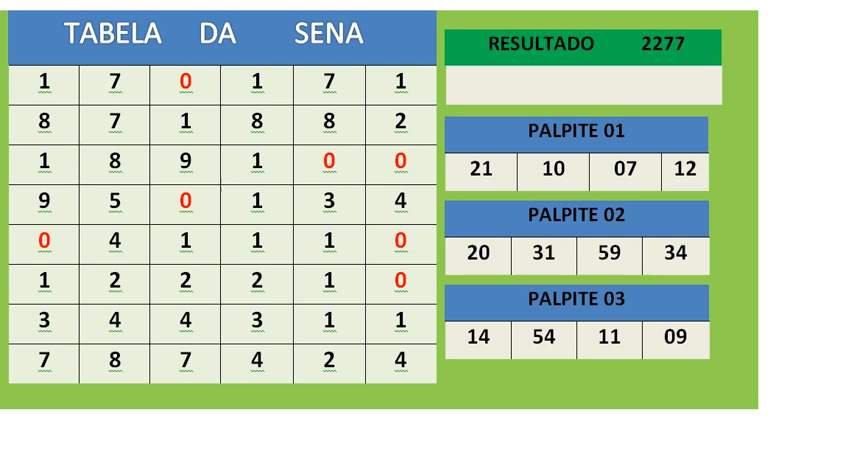 TABELA DA SENA
1 7 0 1 7 1
8 7 1 8 8 2
1 8 9 1 0 0
9 5 0 1 3 4
0 4 1 1 1 0
1 2 2 2 1 0
3 4 4 3 1 1
7 8 7 4 2 4
RESULTADO 2277
PALPITE 01
21 10 07 12
PALPITE 02
20 31 59 34
PALPITE 03
14 54 11 09